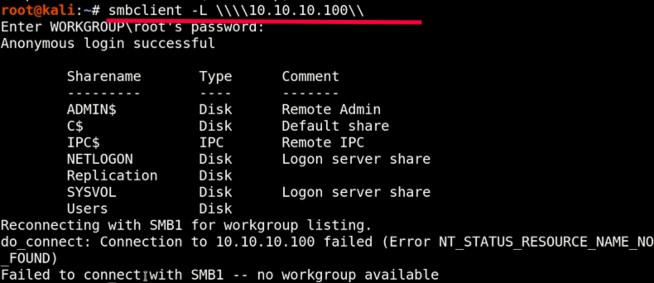 root@kali:~# smbclient -L \\\\10.10.10.100\\
Enter WORKGROUP\root's password:
Anonymous login successful
Sharename Type Comment
--------- ---- -------
ADMIN$ Disk Remote Admin
C$ Disk Default share
IPC$ IPC Remote IPC
NETLOGON Disk Logon server share
Replication Disk
SYSVOL Disk Logon server share
Users Disk
Reconnecting with SMB1 for workgroup listing.
do_connect: Connection to 10.10.10.100 failed (Error NT_STATUS_RESOURCE_NAME_NO
_FOUND)
Failed to connect with SMB1 -- no workgroup available